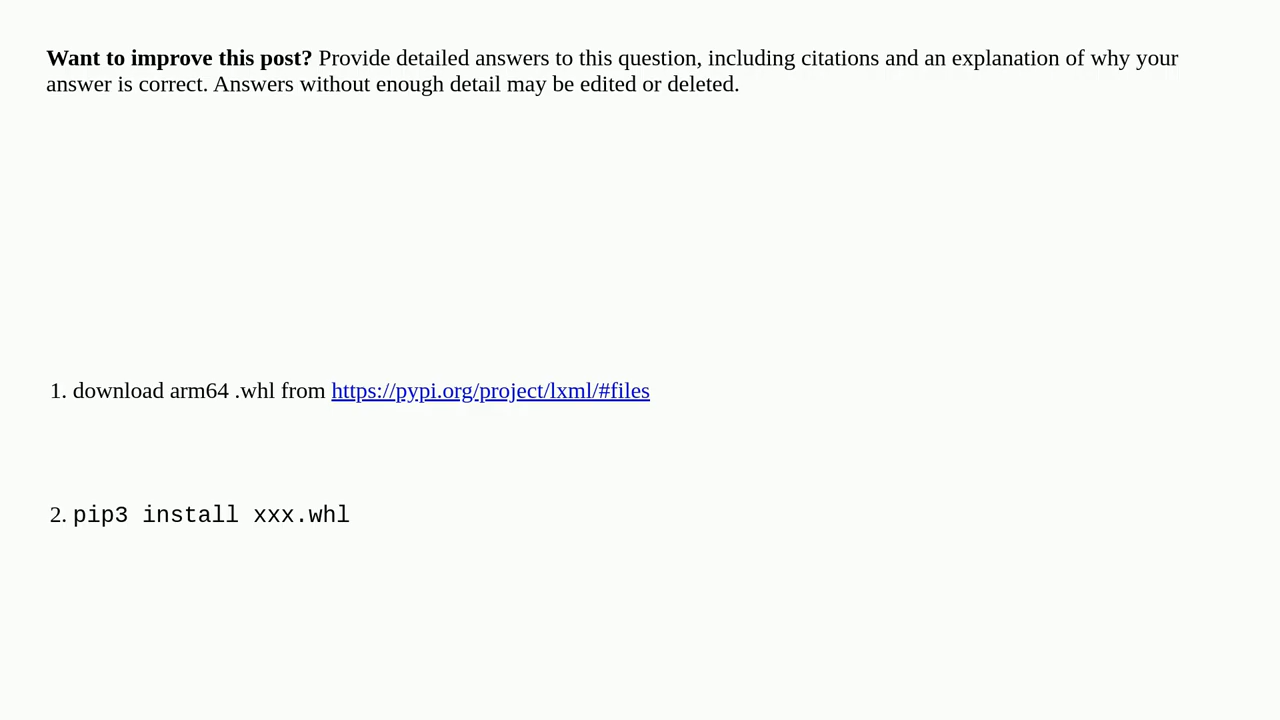 Want to improve this post? Provide detailed answers to this question, including citations and an explanation of why your
answer is correct. Answers without enough detail may be edited or deleted.
1. download arm64 .whl from https://pypi.org/project/lxml/#files
2. pip3 install xxx.whl